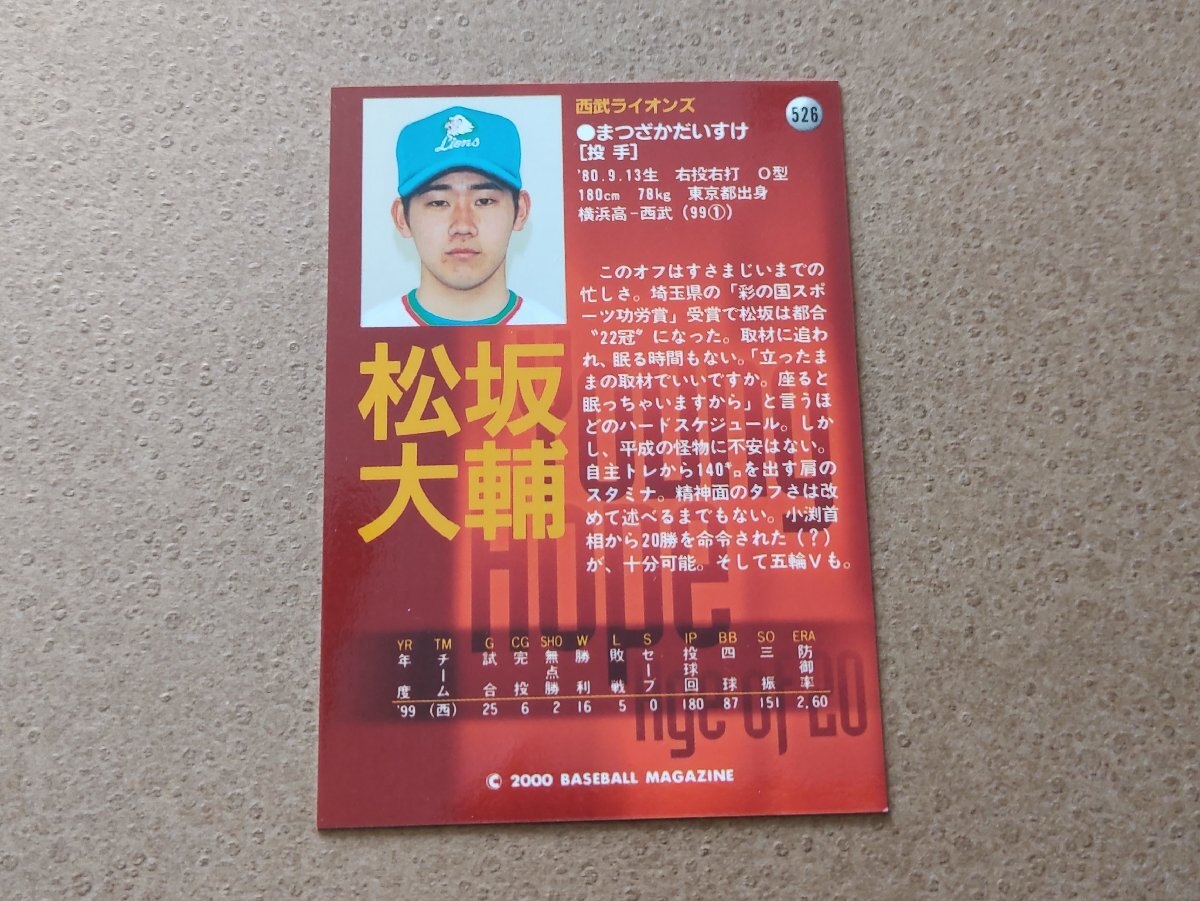 西武ライオンズ
526
●まつざかだいすけ
[投 手]
'80.9.13生 右投右打 O型
180cm 78kg 東京都出身
横浜高-西武(99①)
Lions
このオフはすさまじいまでの
忙しさ。埼玉県の「彩の国スポ
ーツ功労賞」受賞で松坂は都合
〝22冠〟になった。取材に追わ
れ、眠る時間もない。「立ったま
まの取材でいいですか。座ると
眠っちゃいますから」と言うほ
どのハードスケジュール。しか
し、平成の怪物に不安はない。
自主トレから140㌔を出す肩の
スタミナ。精神面のタフさは改
めて述べるまでもない。小渕首
相から20勝を命令された(?)
が、十分可能。そして五輪Vも。
松坂
大輔
Young
Hope
Age of 20
YR TM G CG SHO W L S IP BB SO ERA
年度 チーム 試合 完投 無点勝 勝利 敗戦 セーブ 投球回 四球 三振 防御率
'99 (西) 25 6 2 16 5 0 180 87 151 2.60
© 2000 BASEBALL MAGAZINE